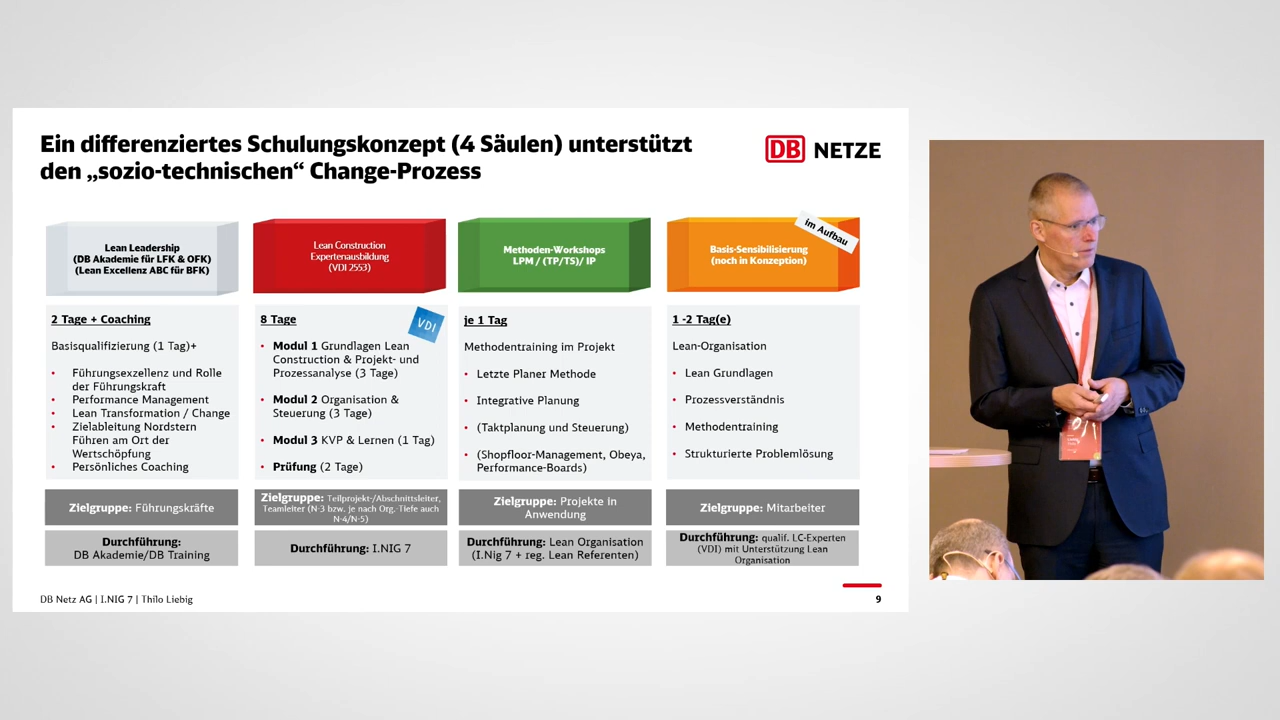 Ein differenziertes Schulungskonzept (4 Säulen) unterstützt
den „sozio-technischen“ Change-Prozess
DB NETZE
Lean Leadership
(DB Akademie für LFK & OFK)
(Lean Excellenz ABC für BFK)
2 Tage + Coaching
Basisqualifizierung (1 Tag)+
• Führungsexzellenz und Rolle
der Führungskraft
• Performance Management
• Lean Transformation / Change
• Zielableitung Nordstern
Führen am Ort der
Wertschöpfung
• Persönliches Coaching
Zielgruppe: Führungskräfte
Durchführung:
DB Akademie/DB Training
Lean Construction
Expertenausbildung
(VDI 2553)
8 Tage
VDI
• Modul 1 Grundlagen Lean
Construction & Projekt- und
Prozessanalyse (3 Tage)
• Modul 2 Organisation &
Steuerung (3 Tage)
• Modul 3 KVP & Lernen (1 Tag)
• Prüfung (2 Tage)
Zielgruppe: Teilprojekt-/Abschnittsleiter,
Teamleiter (N-3 bzw. je nach Org.-Tiefe auch
N-4/N-5)
Durchführung: I.NIG 7
Methoden-Workshops
LPM / (TP/TS)/ IP
je 1 Tag
Methodentraining im Projekt
• Letzte Planer Methode
• Integrative Planung
• (Taktplanung und Steuerung)
• (Shopfloor-Management, Obeya,
Performance-Boards)
Zielgruppe: Projekte in
Anwendung
Durchführung: Lean Organisation
(I.Nig 7 + reg. Lean Referenten)
Basis-Sensibilisierung
(noch in Konzeption)
im Aufbau
1 -2 Tag(e)
Lean-Organisation
• Lean Grundlagen
• Prozessverständnis
• Methodentraining
• Strukturierte Problemlösung
Zielgruppe: Mitarbeiter
Durchführung: qualif. LC-Experten
(VDI) mit Unterstützung Lean
Organisation
DB Netz AG | I.NIG 7 | Thilo Liebig
9